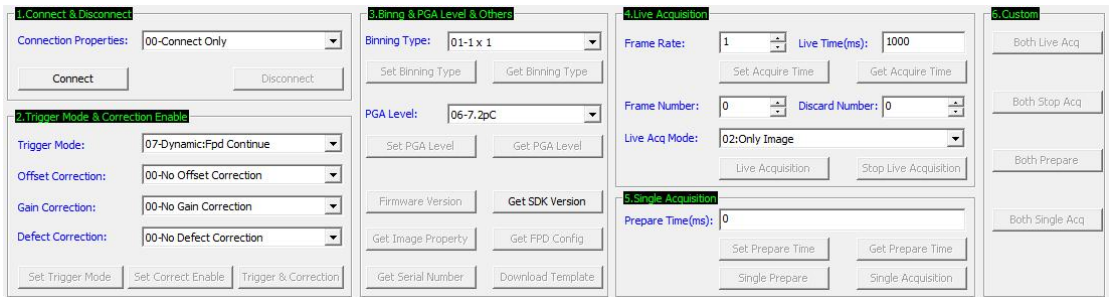 1.Connect & Disconnect
Connection Properties: 00-Connect Only
Connect Disconnect
2.Trigger Mode & Correction Enable
Trigger Mode: 07-Dynamic:Fpd Continue
Offset Correction: 00-No Offset Correction
Gain Correction: 00-No Gain Correction
Defect Correction: 00-No Defect Correction
Set Trigger Mode Set Correct Enable Trigger & Correction
3.Binng & PGA Level & Others
Binning Type: 01-1 x 1
Set Binning Type Get Binning Type
PGA Level: 06-7.2pC
Set PGA Level Get PGA Level
Firmware Version Get SDK Version
Get Image Property Get FPD Config
Get Serial Number Download Template
4.Live Acquisition
Frame Rate: 1 Live Time(ms): 1000
Set Acquire Time Get Acquire Time
Frame Number: 0 Discard Number: 0
Live Acq Mode: 02:Only Image
Live Acquisition Stop Live Acquisition
5.Single Acquisition
Prepare Time(ms): 0
Set Prepare Time Get Prepare Time
Single Prepare Single Acquisition
6.Custom
Both Live Acq
Both Stop Acq
Both Prepare
Both Single Acq